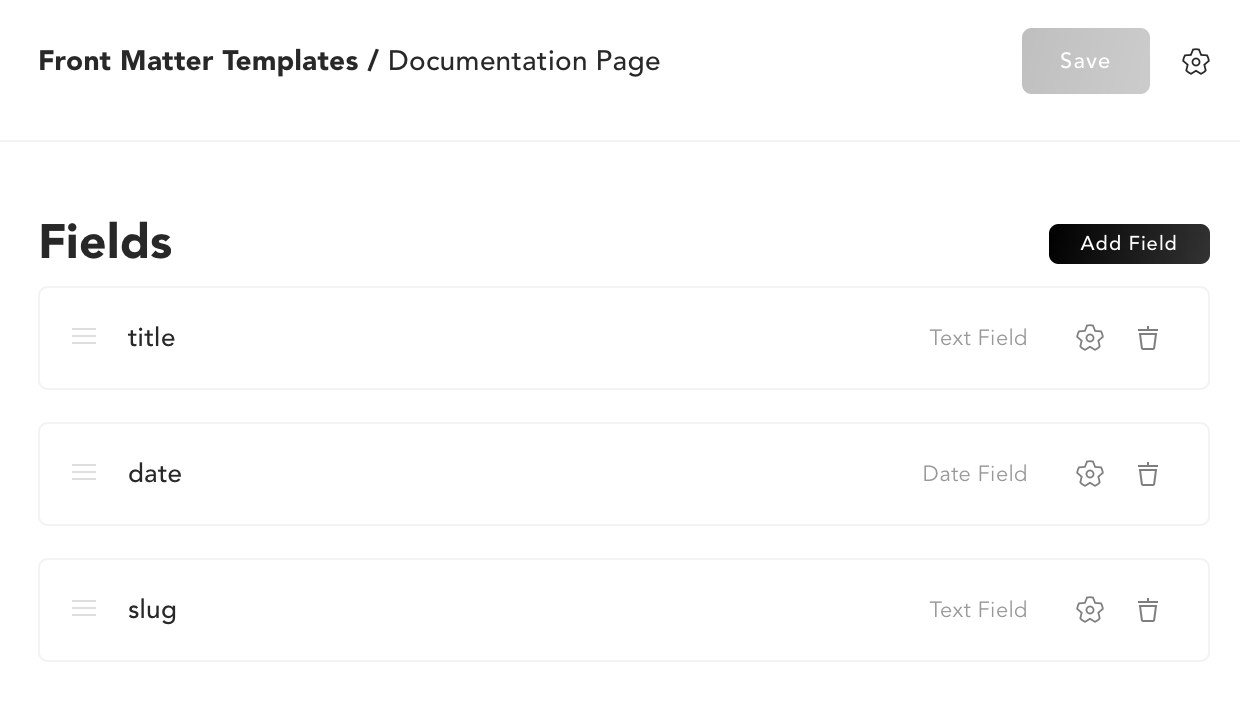 Front Matter Templates / Documentation Page
Save
Fields
Add Field
title
Text Field
date
Date Field
slug
Text Field